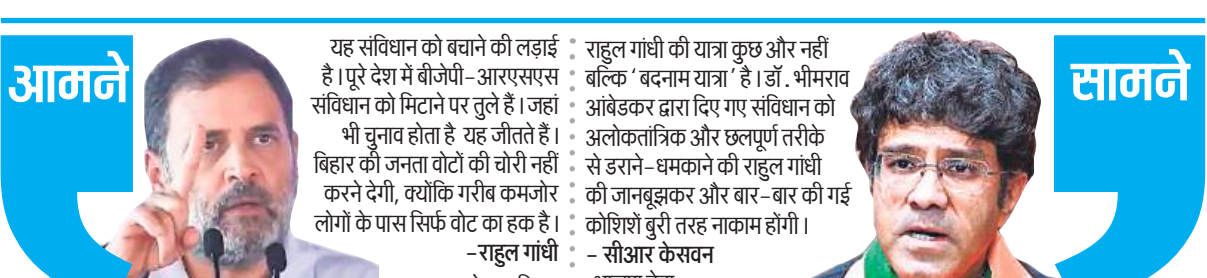 आमने
यह संविधान को बचाने की लड़ाई
है। पूरे देश में बीजेपी-आरएसएस
संविधान को मिटाने पर तुले हैं। जहां
भी चुनाव होता है यह जीतते हैं।
बिहार की जनता वोटों की चोरी नहीं
करने देगी, क्योंकि गरीब कमजोर
लोगों के पास सिर्फ वोट का हक है।
-राहुल गांधी
राहुल गांधी की यात्रा कुछ और नहीं
बल्कि ‘बदनाम यात्रा’ है। डॉ. भीमराव
आंबेडकर द्वारा दिए गए संविधान को
अलोकतांत्रिक और छलपूर्ण तरीके
से डराने-धमकाने की राहुल गांधी
की जानबूझकर और बार-बार की गई
कोशिशें बुरी तरह नाकाम होंगी।
- सीआर केसवन
सामने